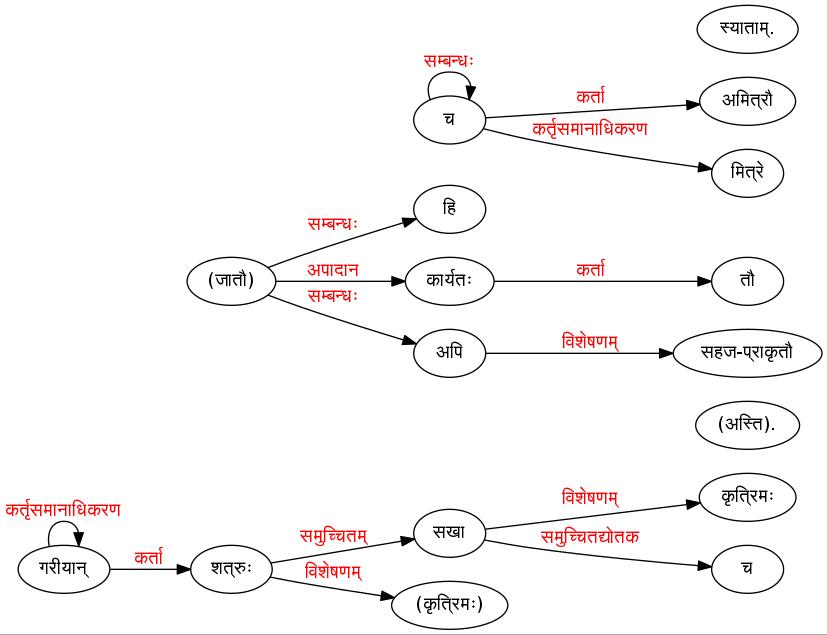 स्याताम्.
सम्बन्धः
च
कर्ता
अमित्रौ
कर्तृसमानाधिकरण
मित्रे
सम्बन्धः
हि
(जातौ)
अपादान
कार्यतः
कर्ता
तौ
सम्बन्धः
अपि
विशेषणम्
सहज-प्राकृतौ
(अस्ति).
कर्तृसमानाधिकरण
गरीयान्
कर्ता
शत्रुः
समुच्चितम्
सखा
विशेषणम्
कृत्रिमः
समुच्चितद्योतक
च
विशेषणम्
(कृत्रिमः)